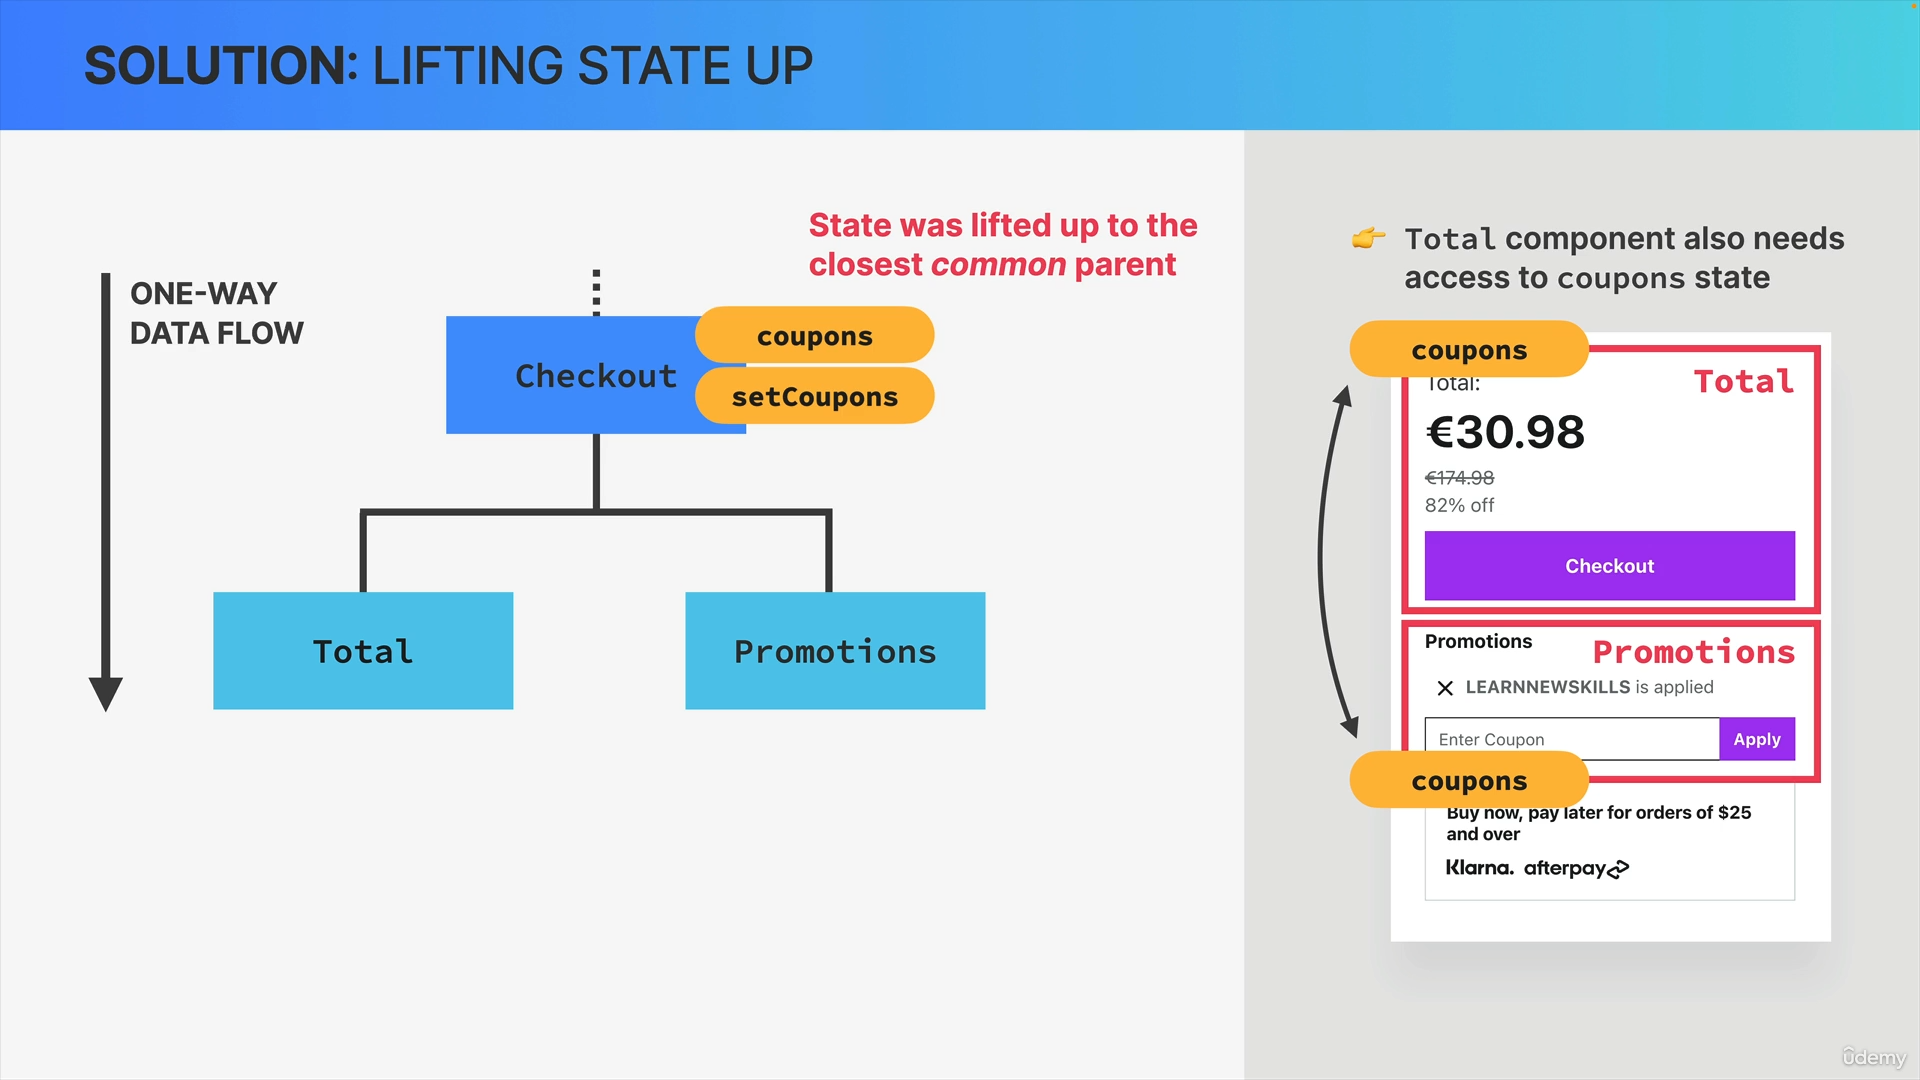 SOLUTION: LIFTING STATE UP
State was lifted up to the
closest common parent
ONE-WAY
DATA FLOW
Checkout
coupons
setCoupons
Total
Promotions
👉 Total component also needs
access to coupons state
coupons
Total:
Total
€30.98
€174.98
82% off
Checkout
Promotions
Promotions
LEARNNEWSKILLS is applied
Enter Coupon
Apply
coupons
Buy now, pay later for orders of $25
and over
Klarna. afterpay
ûdemy